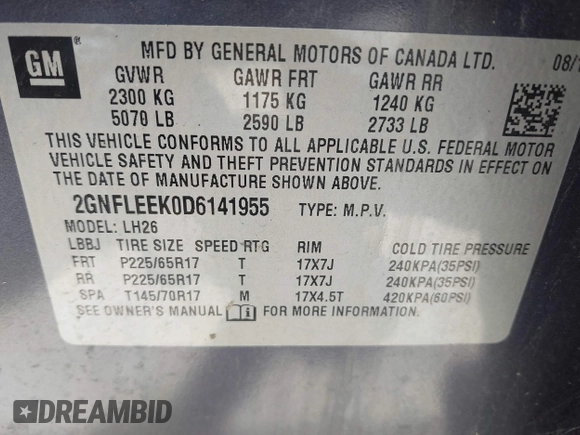 GM ®
MFD BY GENERAL MOTORS OF CANADA LTD. 08/
GVWR GAWR FRT GAWR RR
2300 KG 1175 KG 1240 KG
5070 LB 2590 LB 2733 LB
THIS VEHICLE CONFORMS TO ALL APPLICABLE U.S. FEDERAL MOTOR
VEHICLE SAFETY AND THEFT PREVENTION STANDARDS IN EFFECT ON
THE DATE OF MANUFACTURE SHOWN ABOVE.
2GNFLEEK0D6141955 TYPE: M.P.V.
MODEL: LH26
LBBJ TIRE SIZE SPEED RTG RIM COLD TIRE PRESSURE
FRT P225/65R17 T 17X7J 240KPA(35PSI)
RR P225/65R17 T 17X7J 240KPA(35PSI)
SPA T145/70R17 M 17X4.5T 420KPA(60PSI)
SEE OWNER'S MANUAL FOR MORE INFORMATION.
DREAMBID